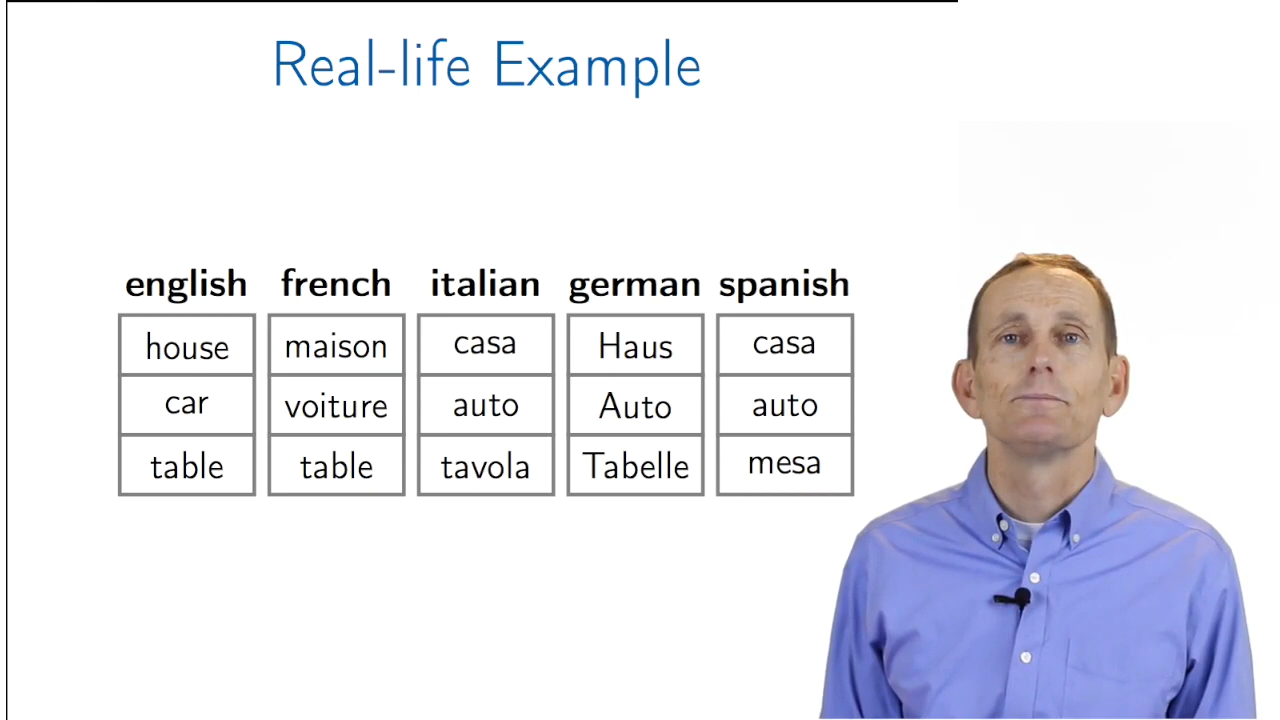 Real-life Example
english french italian german spanish
house maison casa Haus casa
car voiture auto Auto auto
table table tavola Tabelle mesa